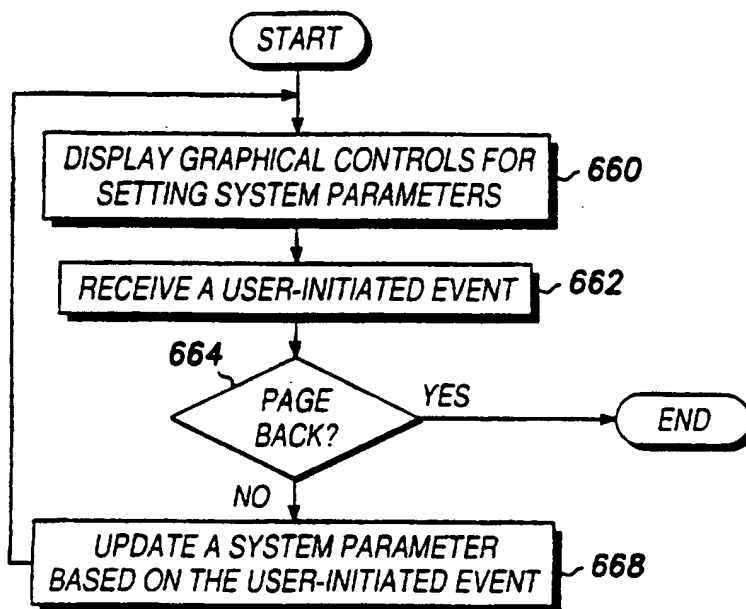 START
DISPLAY GRAPHICAL CONTROLS FOR
SETTING SYSTEM PARAMETERS
660
RECEIVE A USER-INITIATED EVENT
662
664
PAGE
BACK?
YES
END
NO
UPDATE A SYSTEM PARAMETER
BASED ON THE USER-INITIATED EVENT
668